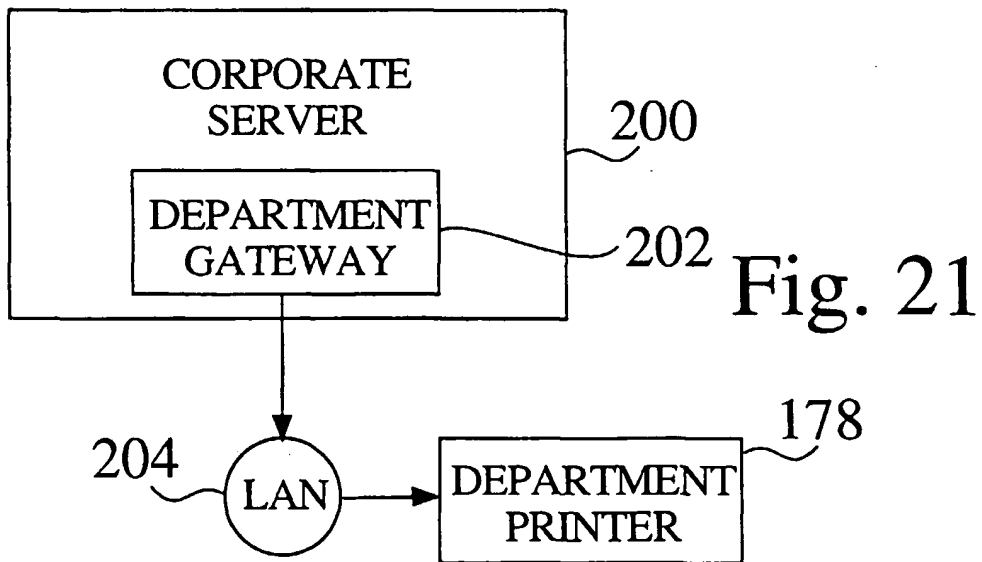 CORPORATE
SERVER
200
DEPARTMENT
GATEWAY
202
Fig. 21
204
LAN
178
DEPARTMENT
PRINTER